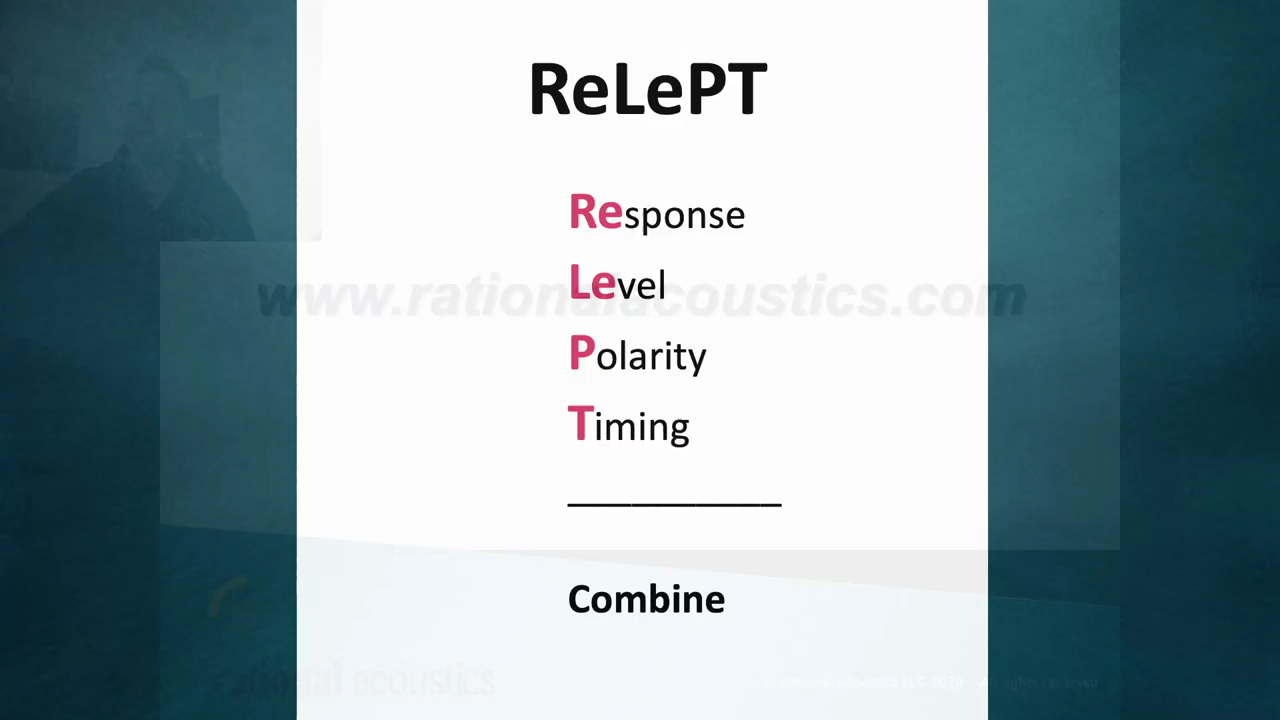 ReLePT
Response
www.rationalacoustics.com
Level
Polarity
Timing
Combine
rational acoustics